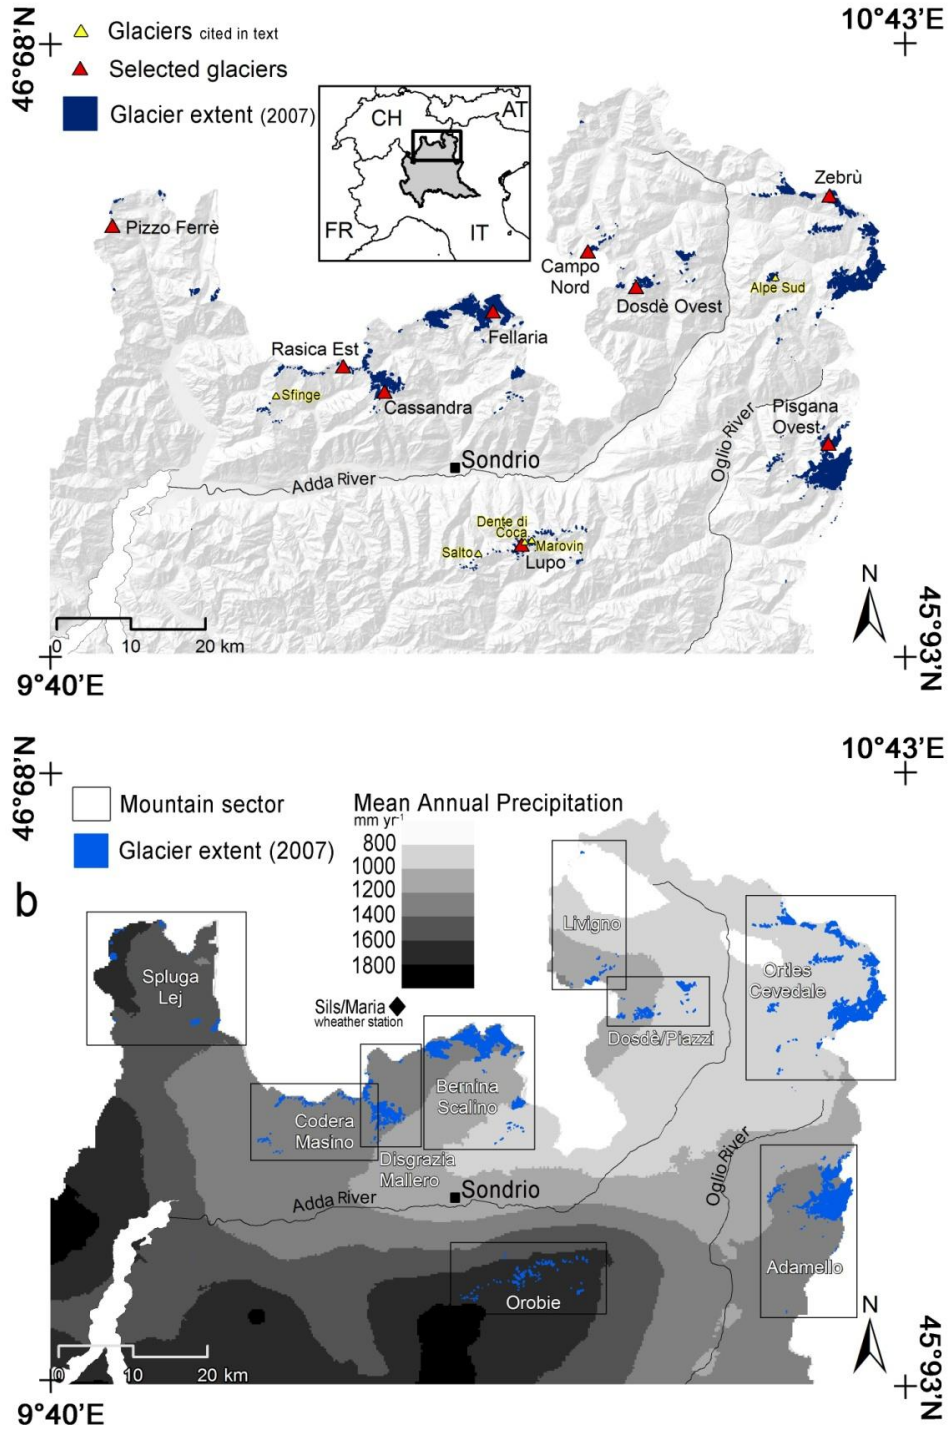 46°68'N
10°43'E
Glaciers cited in text
Selected glaciers
Glacier extent (2007)
CH
AT
FR
IT
Zebrù
Pizzo Ferrè
Campo
Nord
Alpe Sud
Dosdè Ovest
Fellaria
Rasica Est
Sfinge
Cassandra
Pisgana
Ovest
Oglio River
Sondrio
Adda River
Dente di
Coca
Salto
Marovin
Lupo
N
0 10 20 km
45°93'N
9°40'E
46°68'N
10°43'E
Mountain sector
Glacier extent (2007)
Mean Annual Precipitation
mm yr-1
800
1000
1200
1400
1600
1800
b
Livigno
Spluga
Lej
Ortles
Cevedale
Sils/Maria
wheather station
Dosdè/Piazzi
Bernina
Scalino
Codera
Masino
Disgrazia
Mallero
Oglio River
Sondrio
Adda River
Adamello
Orobie
N
0 10 20 km
45°93'N
9°40'E